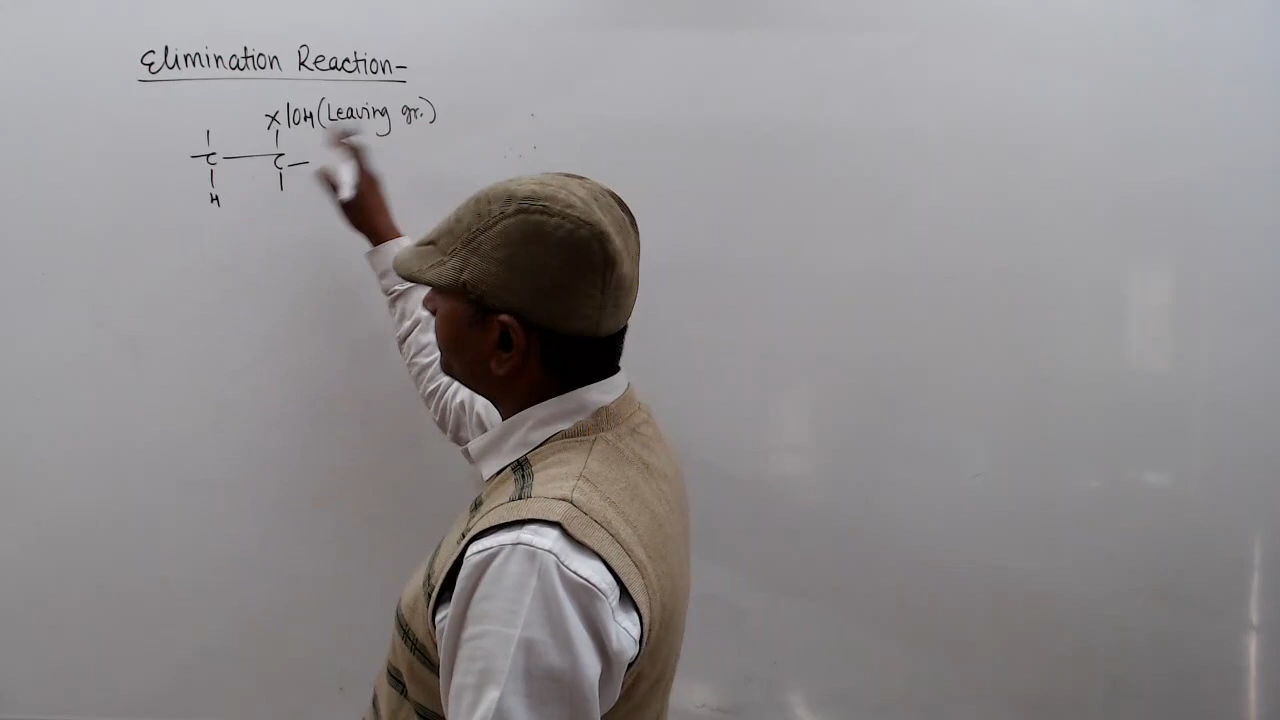 Elimination Reaction-
X/OH (Leaving gr.)
-C-C-
H